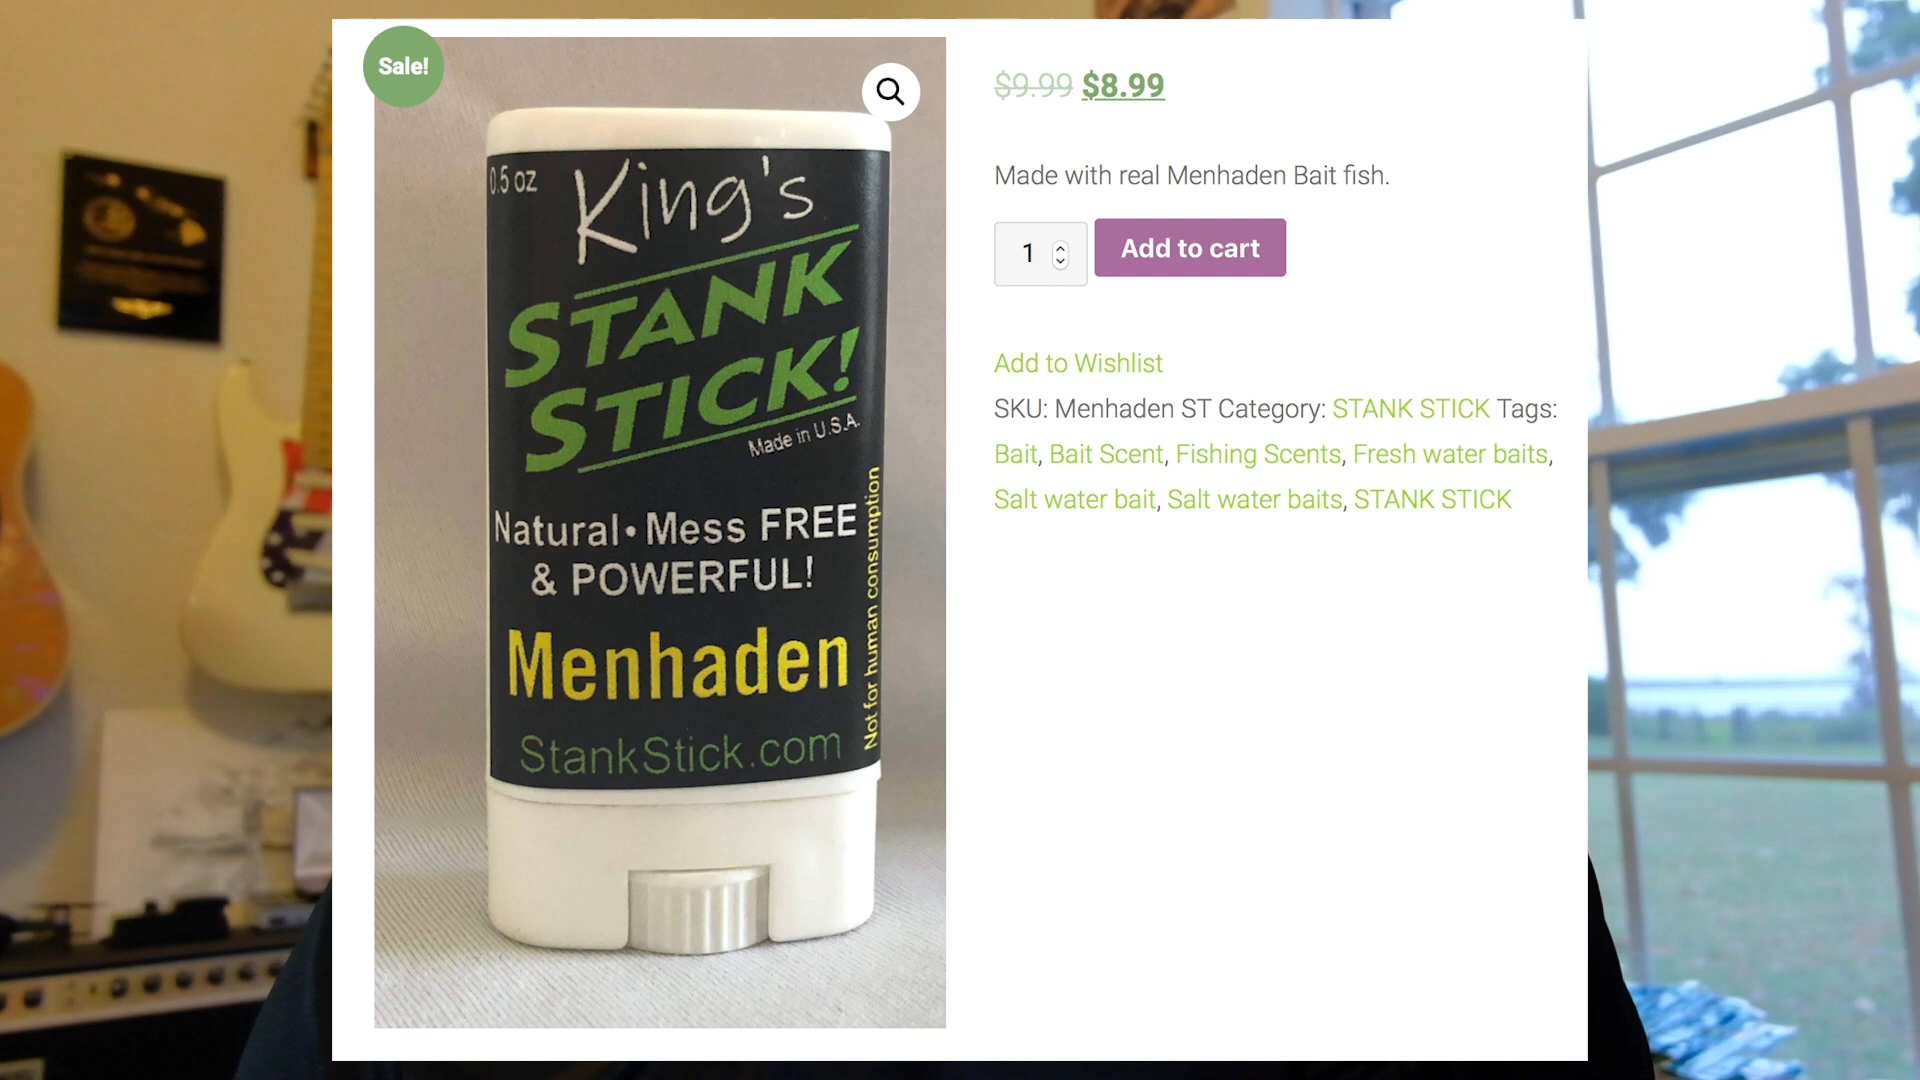 Sale!
0.5 oz
King's
STANK
STICK!
Made in U.S.A.
Natural • Mess FREE
& POWERFUL!
Menhaden
StankStick.com
Not for human consumption
$9.99 $8.99
Made with real Menhaden Bait fish.
1
Add to cart
Add to Wishlist
SKU: Menhaden ST Category: STANK STICK Tags:
Bait, Bait Scent, Fishing Scents, Fresh water baits,
Salt water bait, Salt water baits, STANK STICK